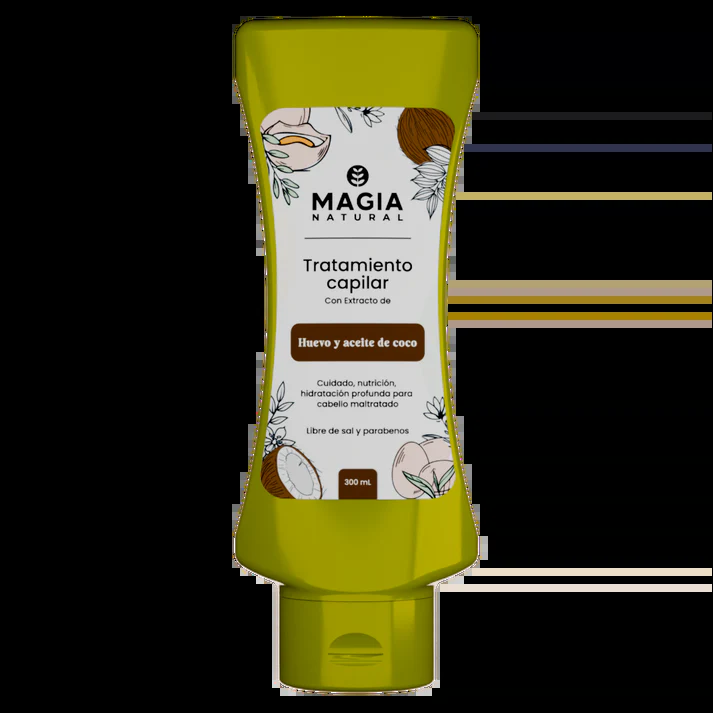 MAGIA
NATURAL
Tratamiento
capilar
Con Extracto de
Huevo y aceite de coco
Cuidado, nutrición,
hidratación profunda para
cabello maltratado
Libre de sal y parabenos
300 mL